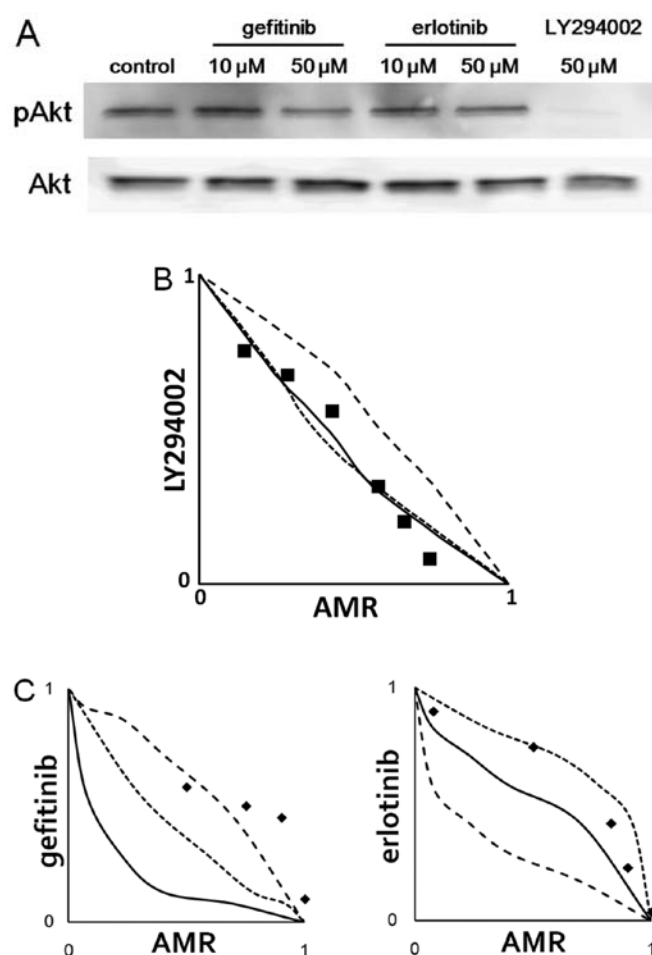 A
gefitinib erlotinib LY294002
control 10 µM 50 µM 10 µM 50 µM 50 µM
pAkt
Akt
B
1
LY294002
0
0 AMR 1
C
1
gefitinib
0
0 AMR 1
1
erlotinib
0
0 AMR 1